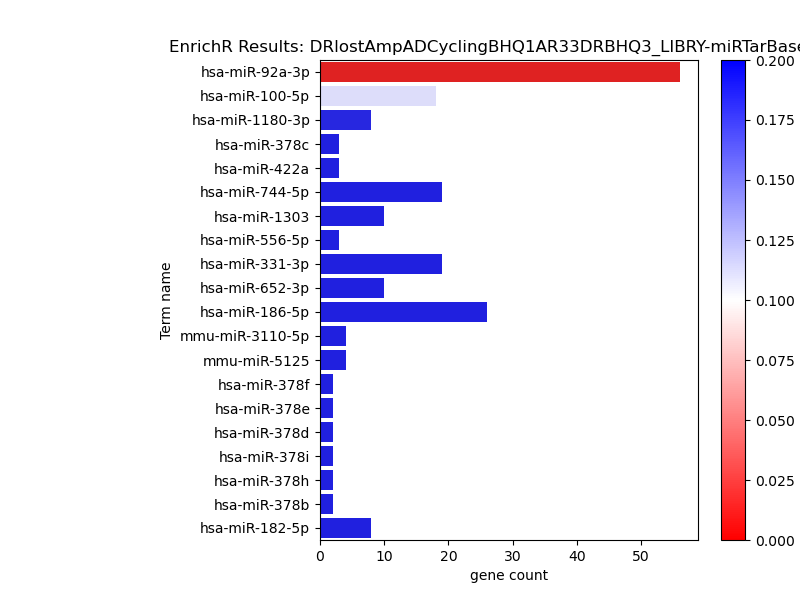 EnrichR Results: DRlostAmpADCyclingBHQ1AR33DRBHQ3_LIBRY-miRTarBase
hsa-miR-92a-3p
hsa-miR-100-5p
hsa-miR-1180-3p
hsa-miR-378c
hsa-miR-422a
hsa-miR-744-5p
hsa-miR-1303
hsa-miR-556-5p
hsa-miR-331-3p
hsa-miR-652-3p
hsa-miR-186-5p
mmu-miR-3110-5p
mmu-miR-5125
hsa-miR-378f
hsa-miR-378e
hsa-miR-378d
hsa-miR-378i
hsa-miR-378h
hsa-miR-378b
hsa-miR-182-5p
Term name
0 10 20 30 40 50
gene count
0.200
0.175
0.150
0.125
0.100
0.075
0.050
0.025
0.000